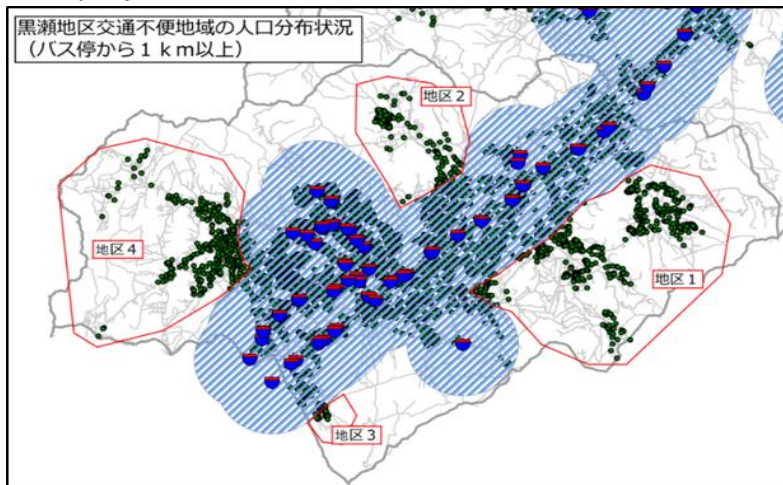 黒瀬地区交通不便地域の人口分布状況
（バス停から１ｋｍ以上）
地区２
地区４
地区１
地区３